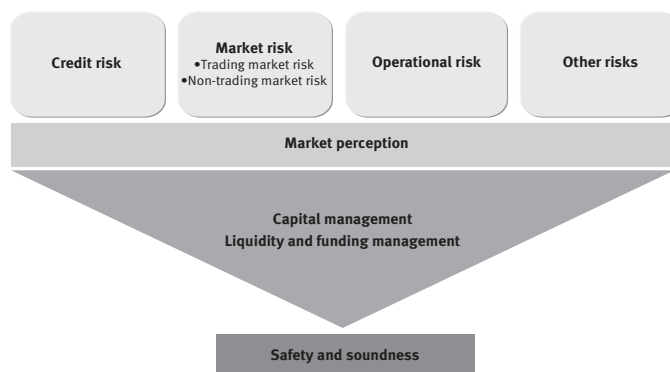 Credit risk
Market risk
•Trading market risk
•Non-trading market risk
Operational risk
Other risks
Market perception
Capital management
Liquidity and funding management
Safety and soundness